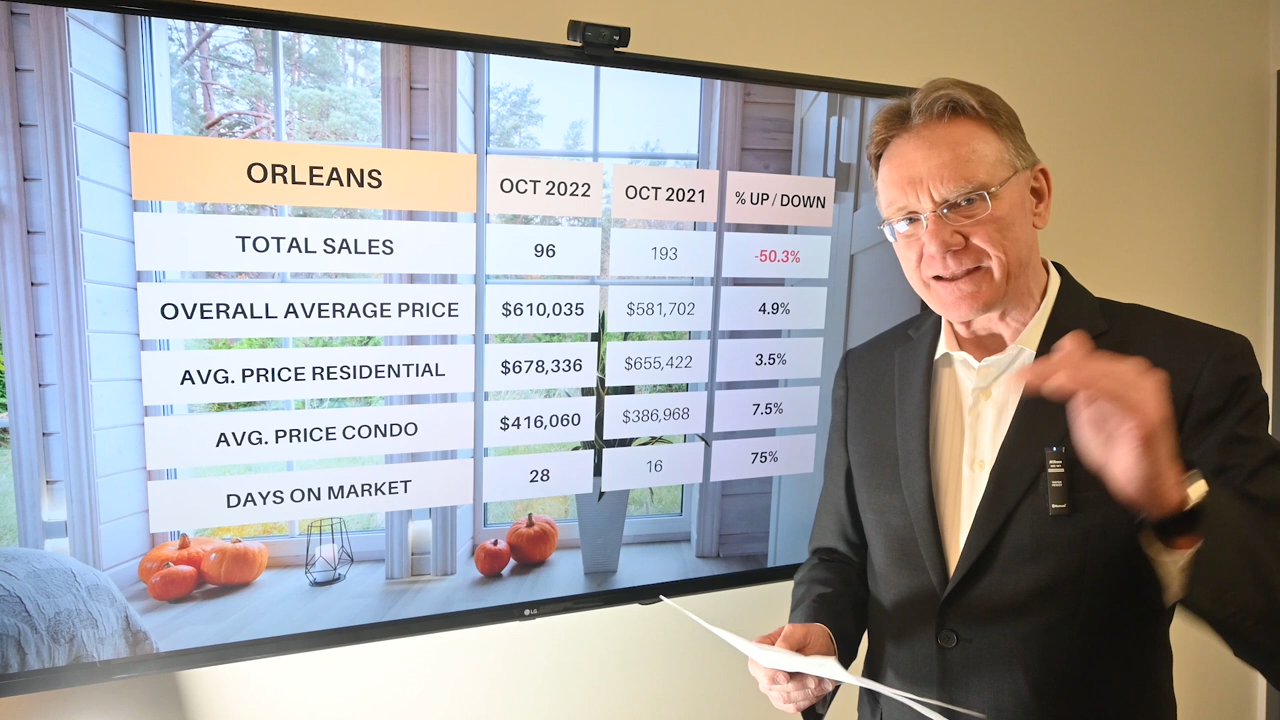 ORLEANS OCT 2022 OCT 2021 % UP / DOWN
TOTAL SALES 96 193 -50.3%
OVERALL AVERAGE PRICE $610,035 $581,702 4.9%
AVG. PRICE RESIDENTIAL $678,336 $655,422 3.5%
AVG. PRICE CONDO $416,060 $386,968 7.5%
DAYS ON MARKET 28 16 75%
LG